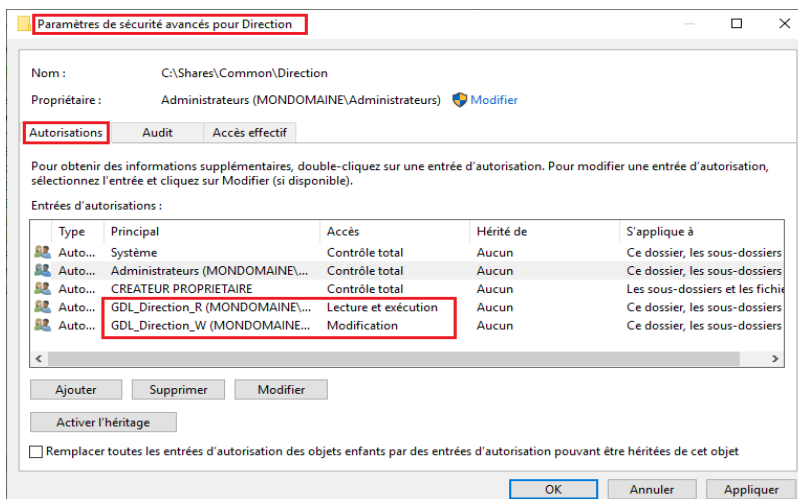 Paramètres de sécurité avancés pour Direction
Nom : C:\Shares\Common\Direction
Propriétaire : Administrateurs (MONDOMAINE\Administrateurs) Modifier
Autorisations Audit Accès effectif
Pour obtenir des informations supplémentaires, double-cliquez sur une entrée d'autorisation. Pour modifier une entrée d'autorisation,
sélectionnez l'entrée et cliquez sur Modifier (si disponible).
Entrées d'autorisations :
Type Principal Accès Hérité de S'applique à
Auto... Système Contrôle total Aucun Ce dossier, les sous-dossiers
Auto... Administrateurs (MONDOMAINE\... Contrôle total Aucun Ce dossier, les sous-dossiers
Auto... CREATEUR PROPRIETAIRE Contrôle total Aucun Les sous-dossiers et les fichie
Auto... GDL_Direction_R (MONDOMAINE\... Lecture et exécution Aucun Ce dossier, les sous-dossiers
Auto... GDL_Direction_W (MONDOMAINE... Modification Aucun Ce dossier, les sous-dossiers
Ajouter Supprimer Modifier
Activer l'héritage
Remplacer toutes les entrées d'autorisation des objets enfants par des entrées d'autorisation pouvant être héritées de cet objet
OK Annuler Appliquer